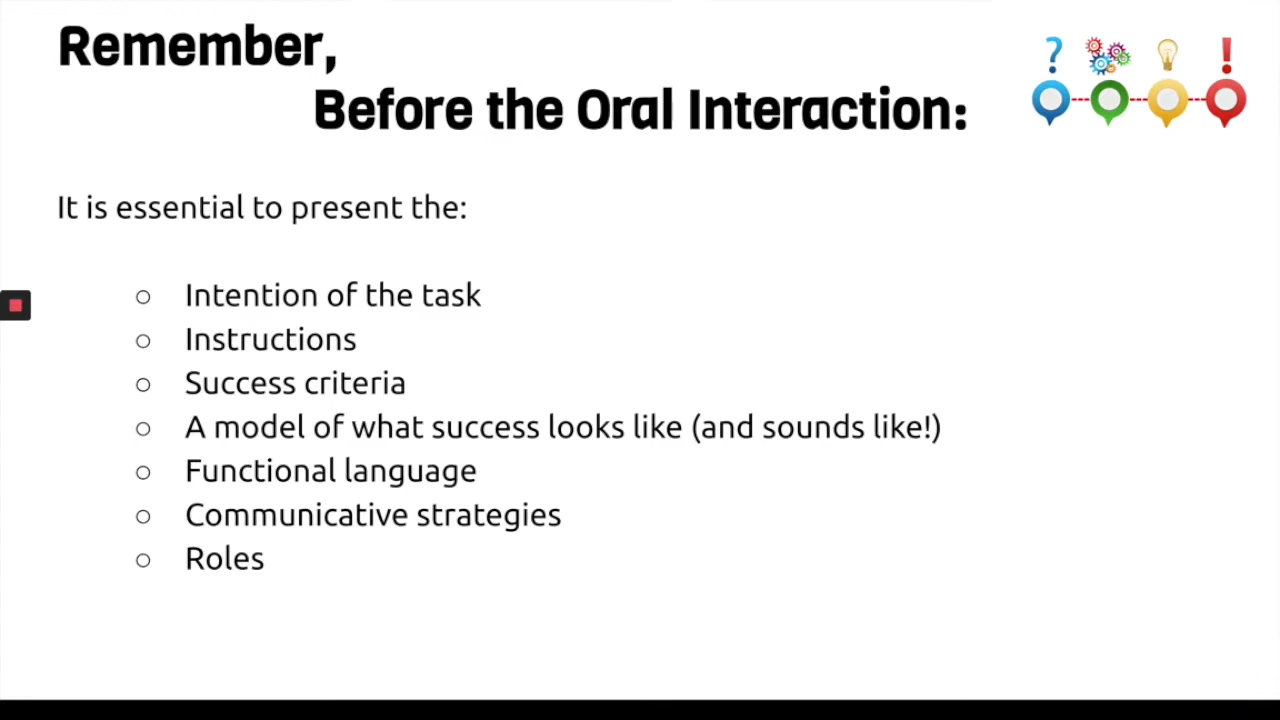 Remember,
Before the Oral Interaction:
It is essential to present the:
○ Intention of the task
○ Instructions
○ Success criteria
○ A model of what success looks like (and sounds like!)
○ Functional language
○ Communicative strategies
○ Roles